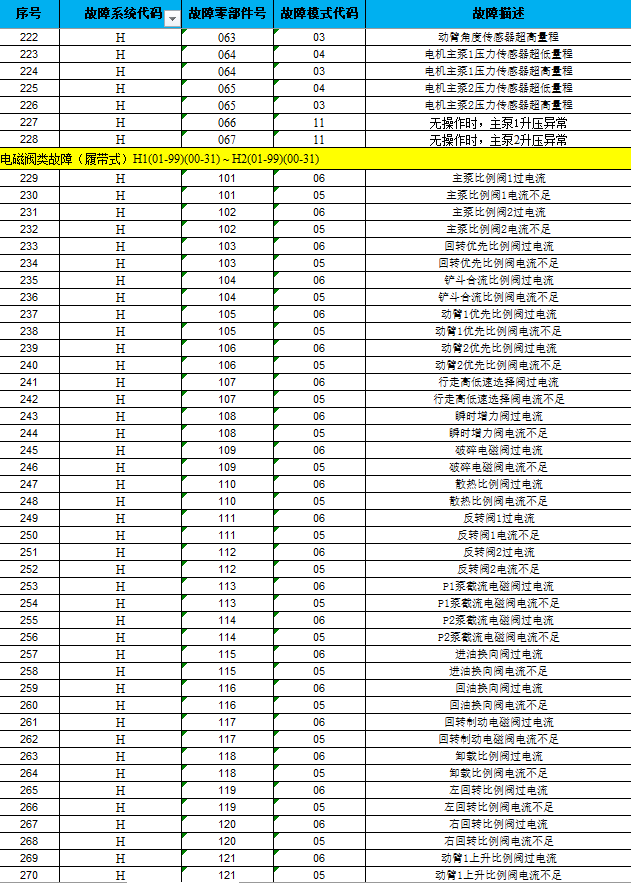 序号 故障系统代码 故障零部件号 故障模式代码 故障描述
222 H 063 03 动臂角度传感器超高量程
223 H 064 04 电机主泵1压力传感器超低量程
224 H 064 03 电机主泵1压力传感器超高量程
225 H 065 04 电机主泵2压力传感器超低量程
226 H 065 03 电机主泵2压力传感器超高量程
227 H 066 11 无操作时，主泵1升压异常
228 H 067 11 无操作时，主泵2升压异常
电磁阀类故障（履带式）H1(01-99)(00-31) ~ H2(01-99)(00-31)
229 H 101 06 主泵比例阀1过电流
230 H 101 05 主泵比例阀1电流不足
231 H 102 06 主泵比例阀2过电流
232 H 102 05 主泵比例阀2电流不足
233 H 103 06 回转优先比例阀过电流
234 H 103 05 回转优先比例阀电流不足
235 H 104 06 铲斗合流比例阀过电流
236 H 104 05 铲斗合流比例阀电流不足
237 H 105 06 动臂1优先比例阀过电流
238 H 105 05 动臂1优先比例阀电流不足
239 H 106 06 动臂2优先比例阀过电流
240 H 106 05 动臂2优先比例阀电流不足
241 H 107 06 行走高低速选择阀过电流
242 H 107 05 行走高低速选择阀电流不足
243 H 108 06 瞬时增力阀过电流
244 H 108 05 瞬时增力阀电流不足
245 H 109 06 破碎电磁阀过电流
246 H 109 05 破碎电磁阀电流不足
247 H 110 06 散热比例阀过电流
248 H 110 05 散热比例阀电流不足
249 H 111 06 反转阀1过电流
250 H 111 05 反转阀1电流不足
251 H 112 06 反转阀2过电流
252 H 112 05 反转阀2电流不足
253 H 113 06 P1泵截流电磁阀过电流
254 H 113 05 P1泵截流电磁阀电流不足
255 H 114 06 P2泵截流电磁阀过电流
256 H 114 05 P2泵截流电磁阀电流不足
257 H 115 06 进油换向阀过电流
258 H 115 05 进油换向阀电流不足
259 H 116 06 回油换向阀过电流
260 H 116 05 回油换向阀电流不足
261 H 117 06 回转制动电磁阀过电流
262 H 117 05 回转制动电磁阀电流不足
263 H 118 06 卸载比例阀过电流
264 H 118 05 卸载比例阀电流不足
265 H 119 06 左回转比例阀过电流
266 H 119 05 左回转比例阀电流不足
267 H 120 06 右回转比例阀过电流
268 H 120 05 右回转比例阀电流不足
269 H 121 06 动臂1上升比例阀过电流
270 H 121 05 动臂1上升比例阀电流不足